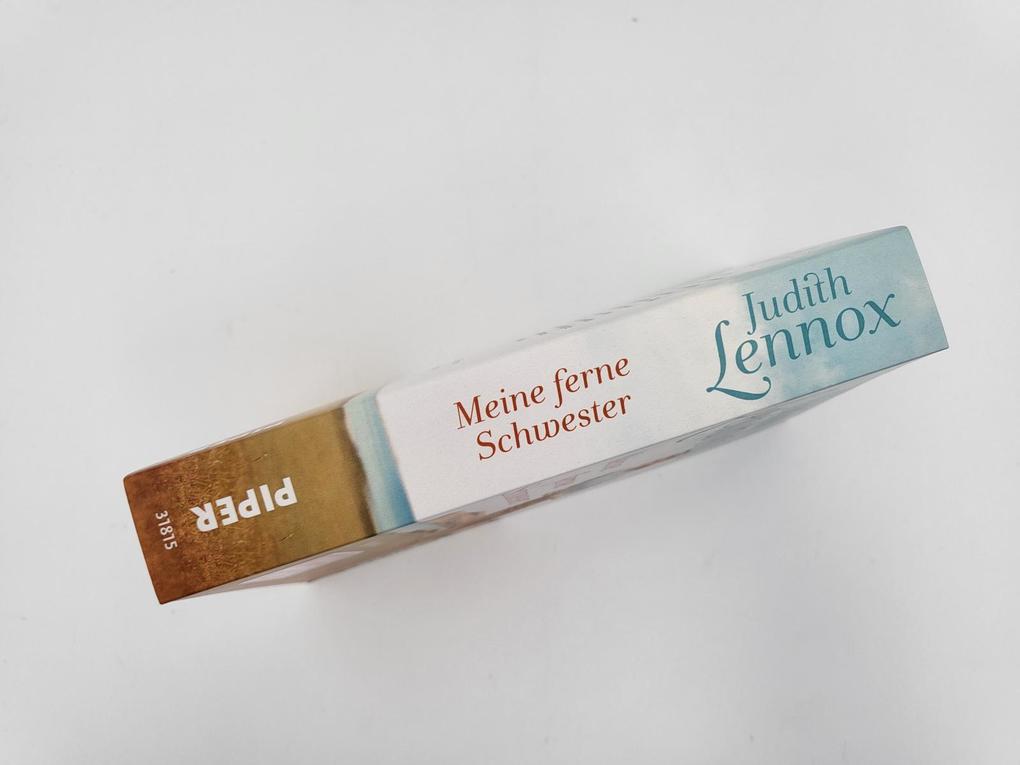 Judith
Lennox
Meine ferne
Schwester
PIPER
31815